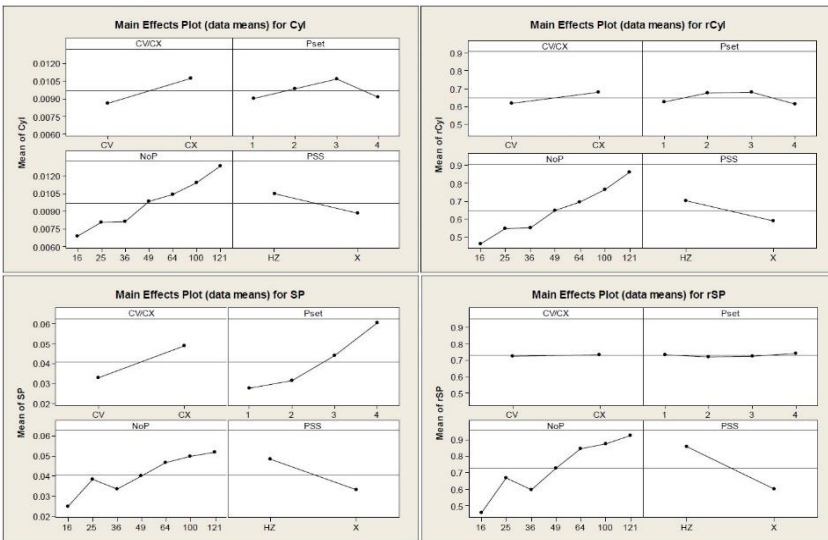 Main Effects Plot (data means) for Cyl
CV/CX Pset
0.0120
0.0105
0.0090
0.0060
CV CX 1 2 3 4
NoP PSS
0.0120
0.0105
0.0090
0.0060
16 25 36 49 64 100 121 HZ X
Mean of Cyl
Main Effects Plot (data means) for rCyl
CV/CX Pset
0.9
0.8
0.7
0.6
0.5
CV CX 1 2 3 4
NoP PSS
0.9
0.8
0.7
0.6
0.5
16 25 36 49 64 100 121 HZ X
Mean of rCyl
Main Effects Plot (data means) for SP
CV/CX Pset
0.06
0.05
0.04
0.03
0.02
CV CX 1 2 3 4
NoP PSS
0.06
0.05
0.04
0.03
0.02
16 25 36 49 64 100 121 HZ X
Mean of SP
Main Effects Plot (data means) for rSP
CV/CX Pset
0.9
0.8
0.7
0.6
0.5
CV CX 1 2 3 4
NoP PSS
0.9
0.8
0.7
0.6
0.5
16 25 36 49 64 100 121 HZ X
Mean of rSP